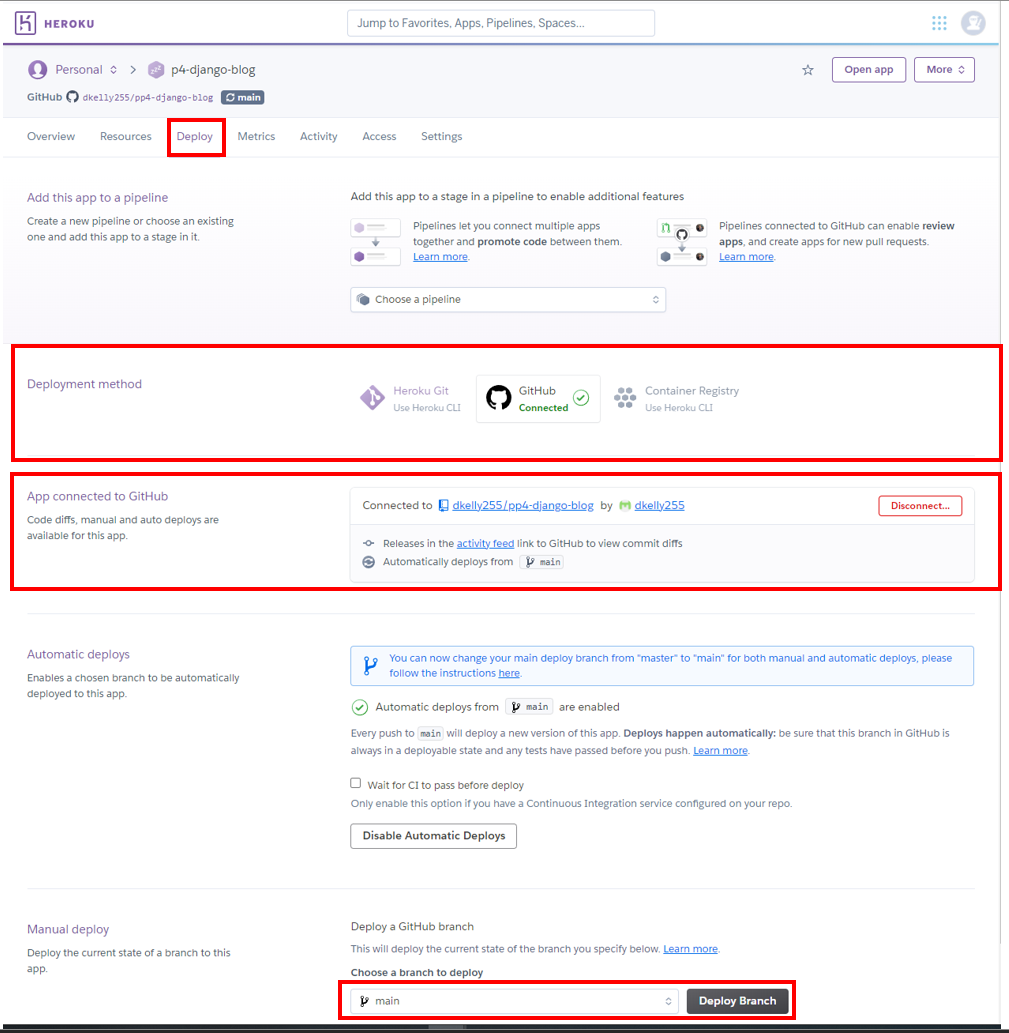 HEROKU
Jump to Favorites, Apps, Pipelines, Spaces...
Personal
p4-django-blog
Open app
More
GitHub dkelly255/pp4-django-blog main
Overview Resources Deploy Metrics Activity Access Settings
Add this app to a pipeline
Create a new pipeline or choose an existing
one and add this app to a stage in it.
Add this app to a stage in a pipeline to enable additional features
Pipelines let you connect multiple apps
together and promote code between them.
Learn more.
Pipelines connected to GitHub can enable review
apps, and create apps for new pull requests.
Learn more.
Choose a pipeline
Deployment method
Heroku Git
Use Heroku CLI
GitHub
Connected
Container Registry
Use Heroku CLI
App connected to GitHub
Code diffs, manual and auto deploys are
available for this app.
Connected to dkelly255/pp4-django-blog by dkelly255
Disconnect...
Releases in the activity feed link to GitHub to view commit diffs
Automatically deploys from main
Automatic deploys
Enables a chosen branch to be automatically
deployed to this app.
You can now change your main deploy branch from "master" to "main" for both manual and automatic deploys, please
follow the instructions here.
Automatic deploys from main are enabled
Every push to main will deploy a new version of this app. Deploys happen automatically: be sure that this branch in GitHub is
always in a deployable state and any tests have passed before you push. Learn more.
Wait for CI to pass before deploy
Only enable this option if you have a Continuous Integration service configured on your repo.
Disable Automatic Deploys
Manual deploy
Deploy the current state of a branch to this
app.
Deploy a GitHub branch
This will deploy the current state of the branch you specify below. Learn more.
Choose a branch to deploy
main
Deploy Branch